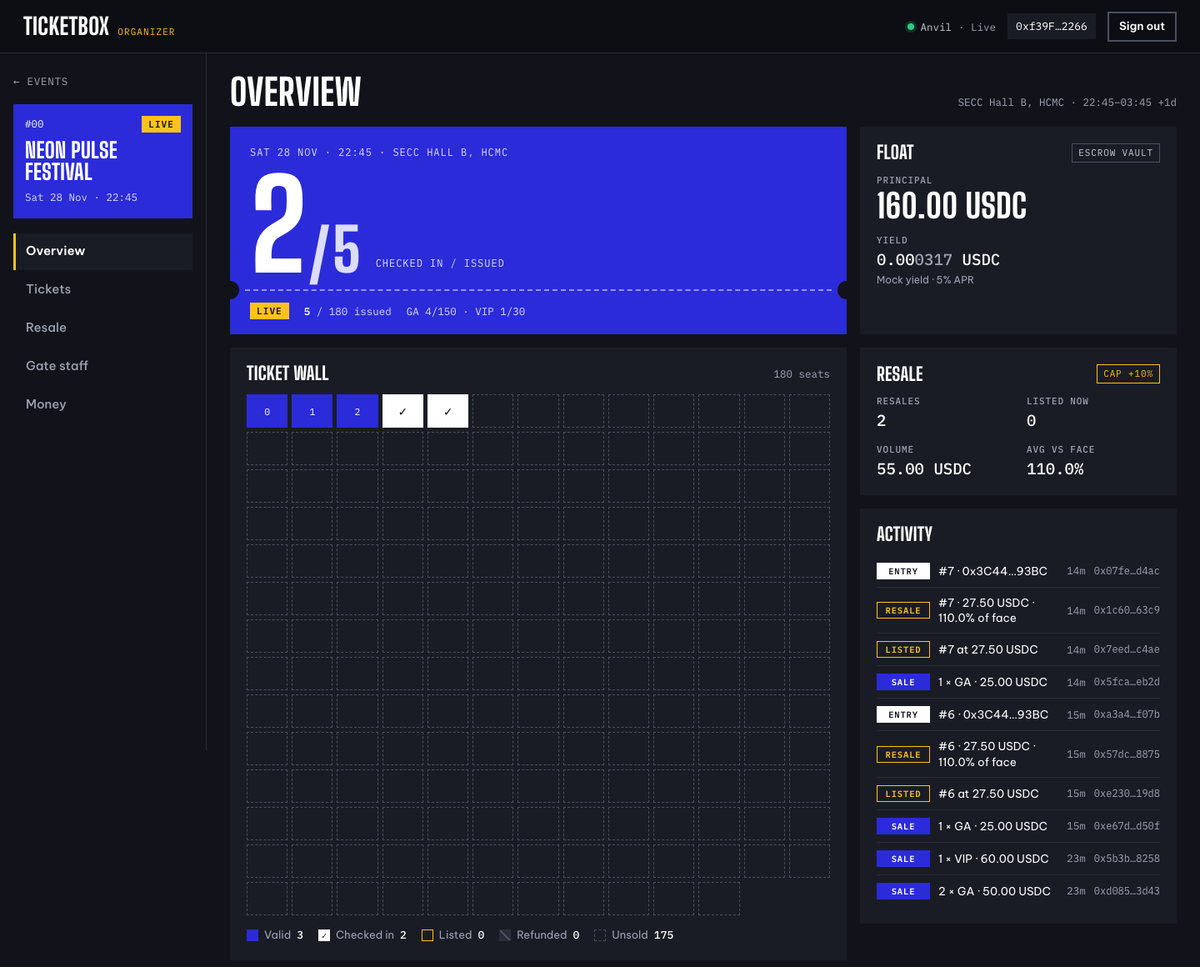 TICKETBOX ORGANIZER
Anvil · Live
0xf39F…2266
Sign out
← EVENTS
#00
LIVE
NEON PULSE
FESTIVAL
Sat 28 Nov · 22:45
Overview
Tickets
Resale
Gate staff
Money
OVERVIEW
SECC Hall B, HCMC · 22:45–03:45 +1d
SAT 28 NOV · 22:45 · SECC HALL B, HCMC
2/5 CHECKED IN / ISSUED
LIVE 5 / 180 issued GA 4/150 · VIP 1/30
FLOAT
ESCROW VAULT
PRINCIPAL
160.00 USDC
YIELD
0.000317 USDC
Mock yield · 5% APR
TICKET WALL
180 seats
0 1 2 ✓ ✓
Valid 3 ✓ Checked in 2 Listed 0 Refunded 0 Unsold 175
RESALE
CAP +10%
RESALES LISTED NOW
2 0
VOLUME AVG VS FACE
55.00 USDC 110.0%
ACTIVITY
ENTRY #7 · 0x3C44…93BC 14m 0x07fe…d4ac
RESALE #7 · 27.50 USDC ·
110.0% of face 14m 0x1c60…63c9
LISTED #7 at 27.50 USDC 14m 0x7eed…c4ae
SALE 1 × GA · 25.00 USDC 14m 0x5fca…eb2d
ENTRY #6 · 0x3C44…93BC 15m 0xa3a4…f07b
RESALE #6 · 27.50 USDC ·
110.0% of face 15m 0x57dc…8875
LISTED #6 at 27.50 USDC 15m 0xe230…19d8
SALE 1 × GA · 25.00 USDC 15m 0xe67d…d50f
SALE 1 × VIP · 60.00 USDC 23m 0x5b3b…8258
SALE 2 × GA · 50.00 USDC 23m 0xd085…3d43